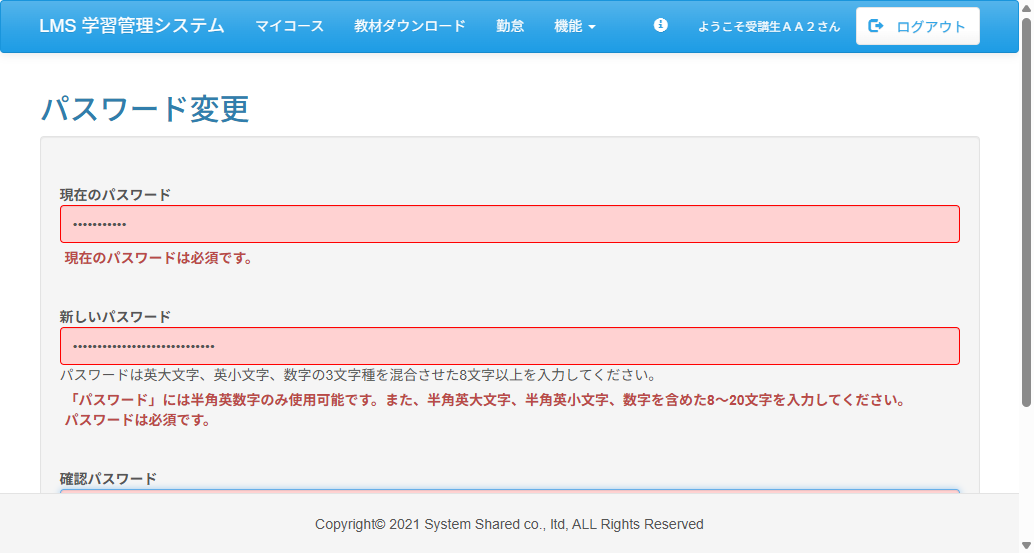 LMS 学習管理システム マイコース 教材ダウンロード 勤怠 機能 ようこそ受講生ＡＡ２さん ログアウト
パスワード変更
現在のパスワード
•••••••••••
現在のパスワードは必須です。
新しいパスワード
•••••••••••••••••••••••••••••
パスワードは英大文字、英小文字、数字の3文字種を混合させた8文字以上を入力してください。
「パスワード」には半角英数字のみ使用可能です。また、半角英大文字、半角英小文字、数字を含めた8～20文字を入力してください。
パスワードは必須です。
確認パスワード
Copyright© 2021 System Shared co., ltd, ALL Rights Reserved